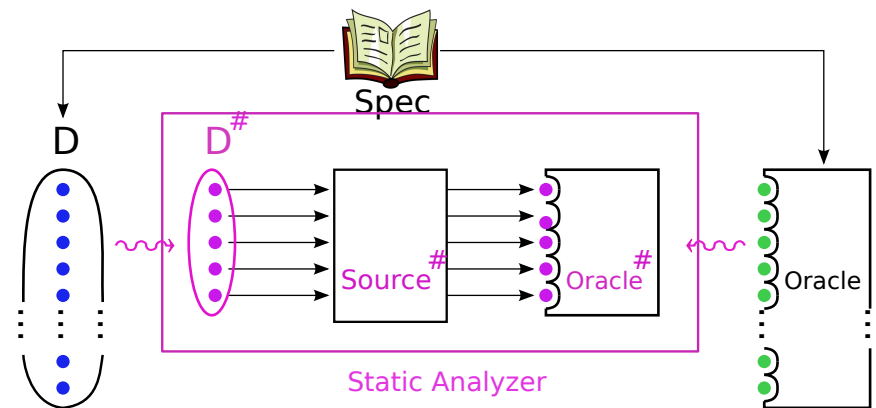 Spec
D
D#
Source#
Oracle#
Oracle
Static Analyzer